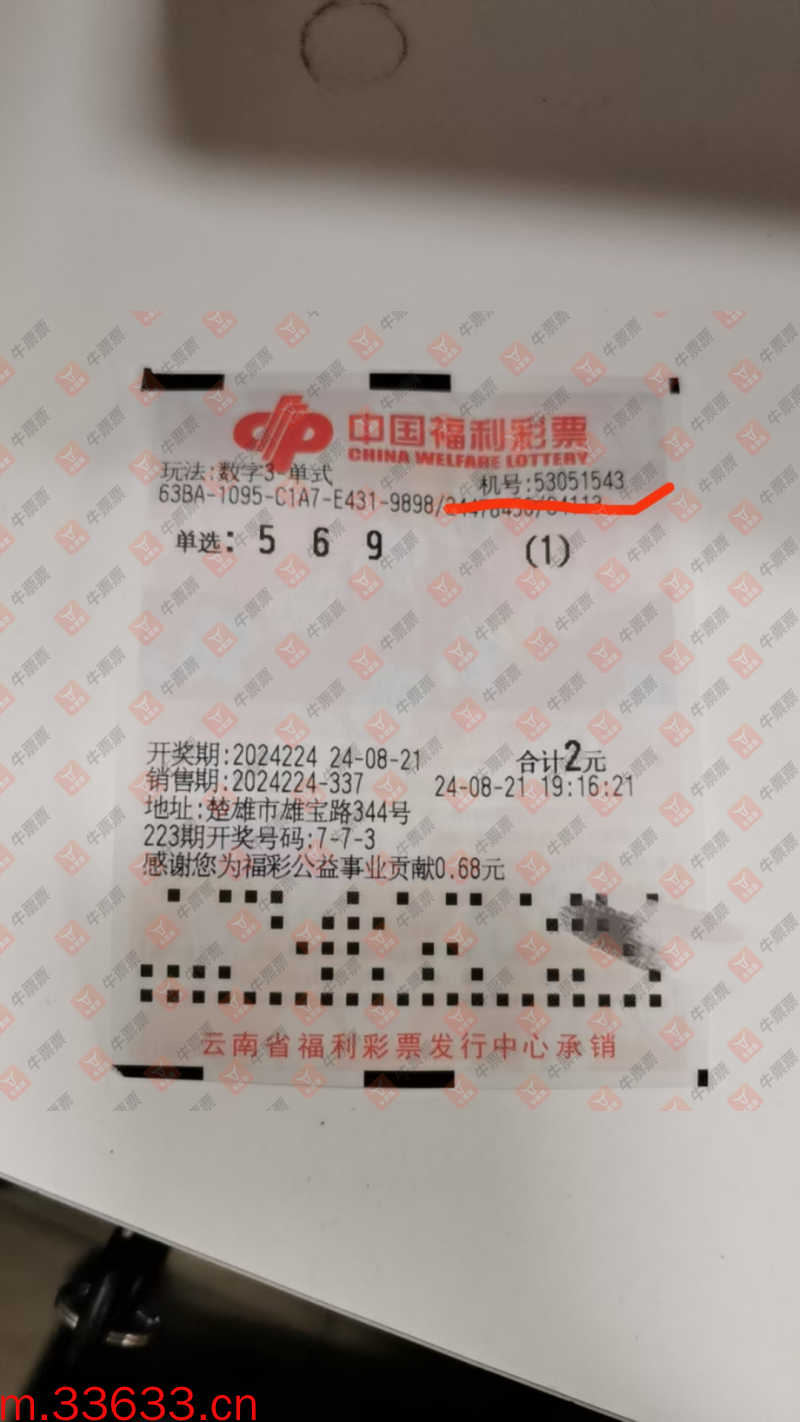 中国福利彩票
CHINA WELFARE LOTTERY
玩法:数字3-单式 机号:53051543
63BA-1095-C1A7-E431-9898/
单选: 5 6 9 (1)
开奖期:2024224 24-08-21 合计2元
销售期:2024224-337 24-08-21 19:16:21
地址:楚雄市雄宝路344号
223期开奖号码:7-7-3
感谢您为福彩公益事业贡献0.68元
云南省福利彩票发行中心承销
牛票票
m.33633.cn